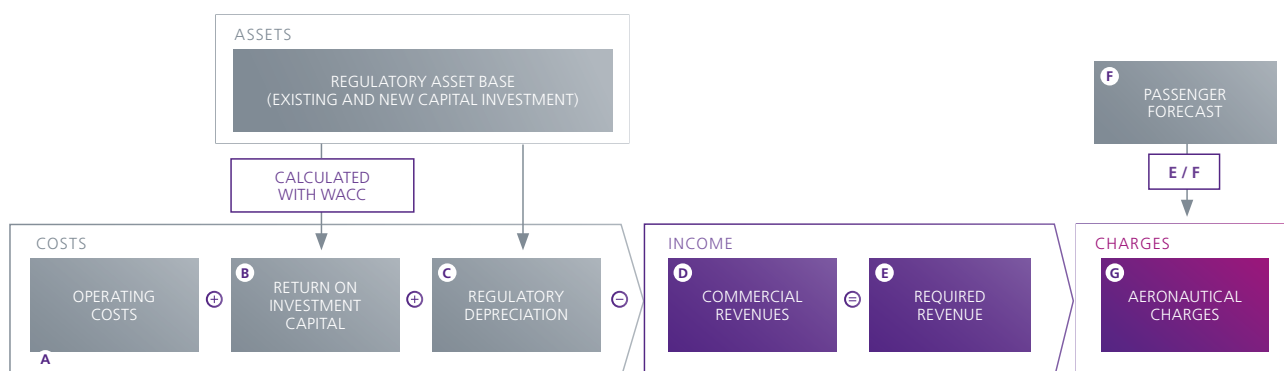 ASSETS
REGULATORY ASSET BASE
(EXISTING AND NEW CAPITAL INVESTMENT)
F
PASSENGER
FORECAST
CALCULATED
WITH WACC
E / F
COSTS
A
OPERATING
COSTS
+
B
RETURN ON
INVESTMENT
CAPITAL
+
C
REGULATORY
DEPRECIATION
−
INCOME
D
COMMERCIAL
REVENUES
=
E
REQUIRED
REVENUE
CHARGES
G
AERONAUTICAL
CHARGES